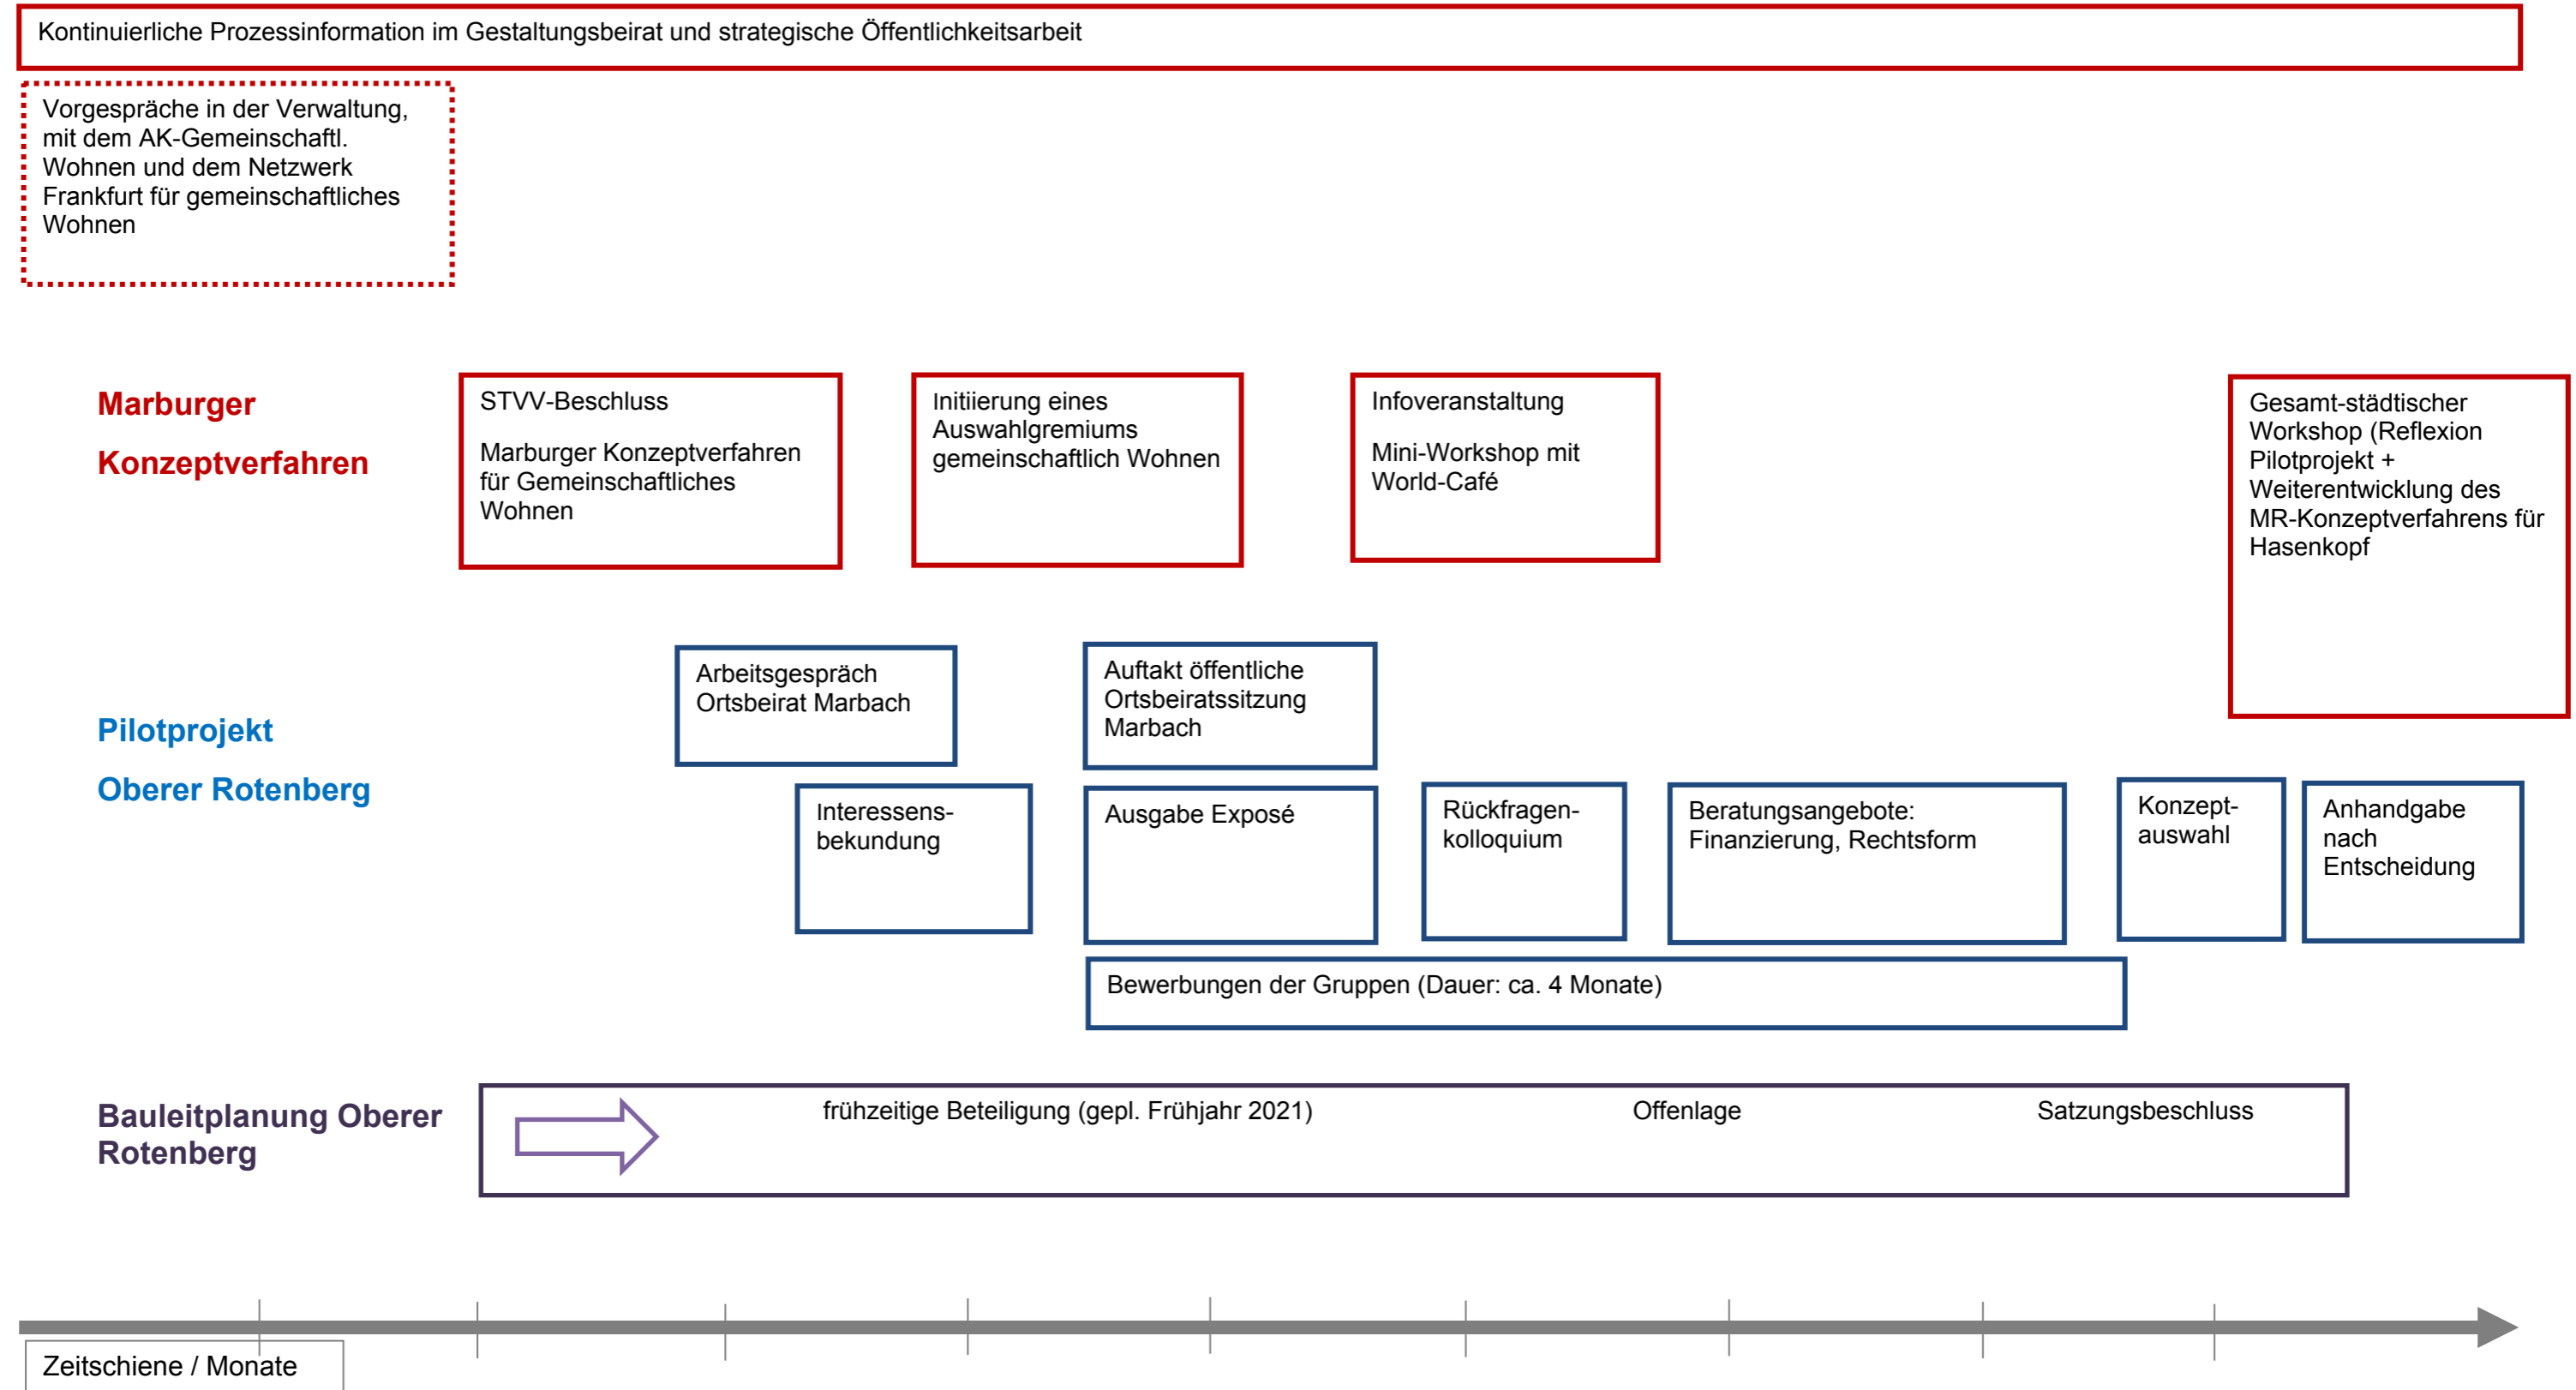 Kontinuierliche Prozessinformation im Gestaltungsbeirat und strategische Öffentlichkeitsarbeit
Vorgespräche in der Verwaltung,
mit dem AK-Gemeinschaftl.
Wohnen und dem Netzwerk
Frankfurt für gemeinschaftliches
Wohnen
Marburger
Konzeptverfahren
STVV-Beschluss
Marburger Konzeptverfahren
für Gemeinschaftliches
Wohnen
Initiierung eines
Auswahlgremiums
gemeinschaftlich Wohnen
Infoveranstaltung
Mini-Workshop mit
World-Café
Gesamt-städtischer
Workshop (Reflexion
Pilotprojekt +
Weiterentwicklung des
MR-Konzeptverfahrens für
Hasenkopf
Pilotprojekt
Oberer Rotenberg
Arbeitsgespräch
Ortsbeirat Marbach
Auftakt öffentliche
Ortsbeiratssitzung
Marbach
Interessens-
bekundung
Ausgabe Exposé
Rückfragen-
kolloquium
Beratungsangebote:
Finanzierung, Rechtsform
Konzept-
auswahl
Anhandgabe
nach
Entscheidung
Bewerbungen der Gruppen (Dauer: ca. 4 Monate)
Bauleitplanung Oberer
Rotenberg
frühzeitige Beteiligung (gepl. Frühjahr 2021)
Offenlage
Satzungsbeschluss
Zeitschiene / Monate